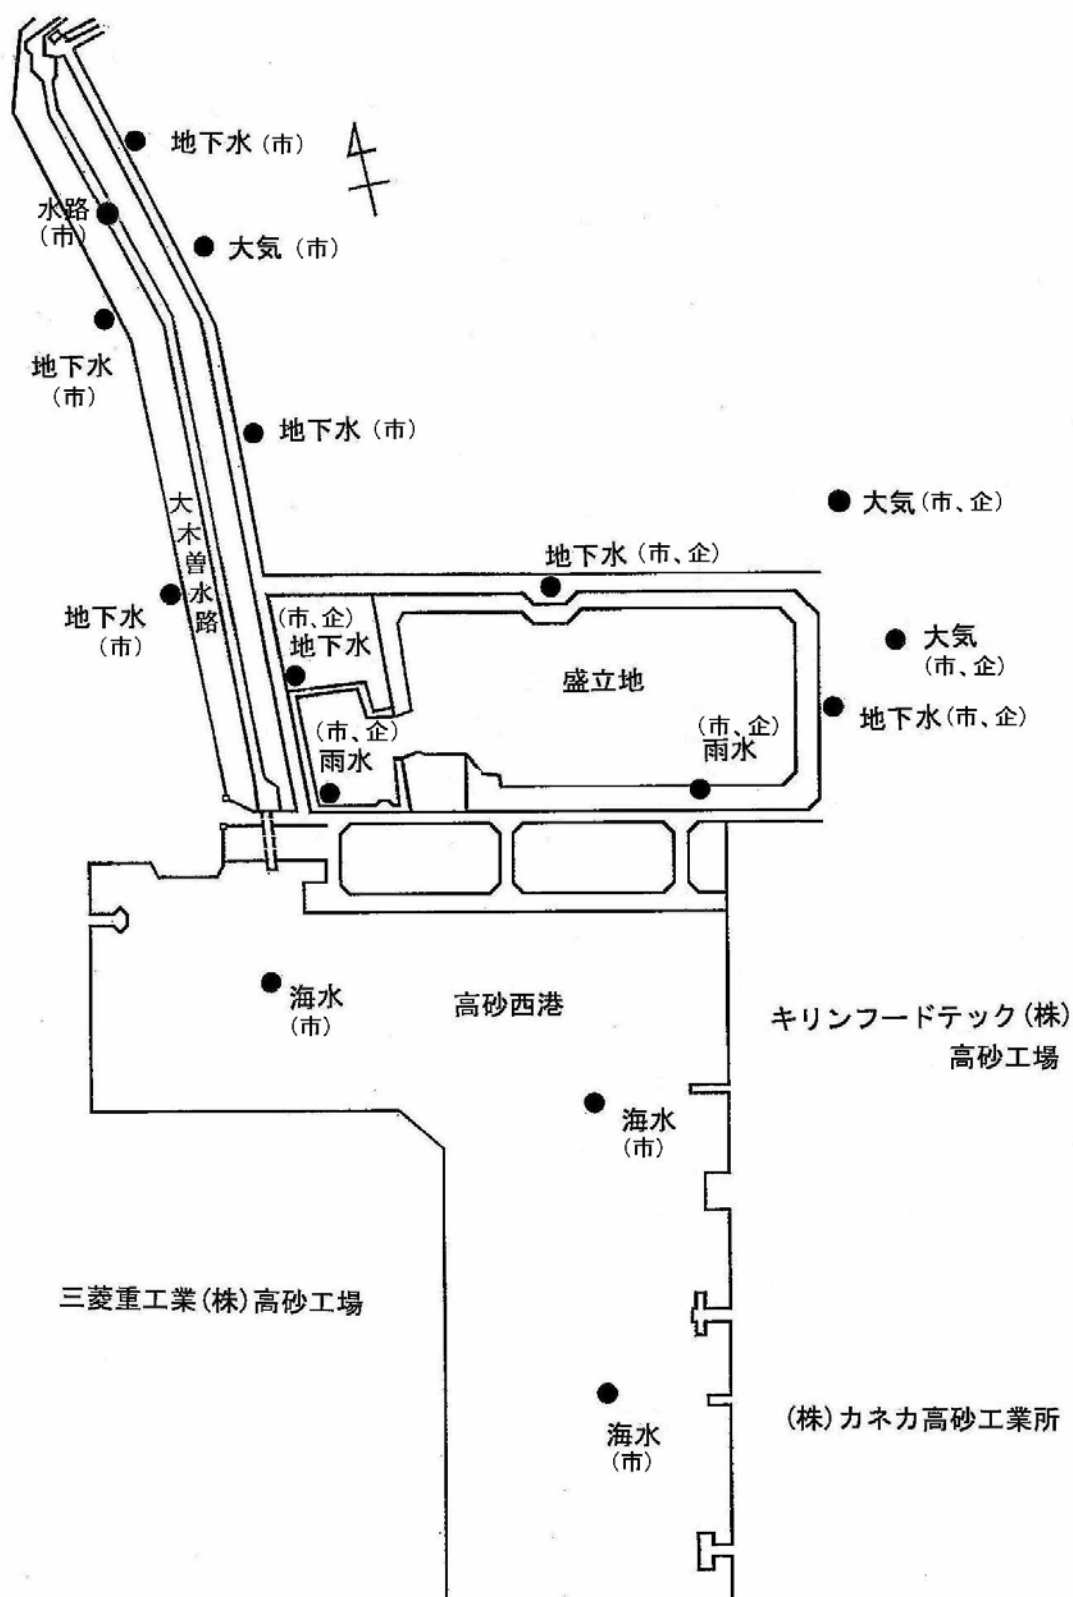 地下水(市)
水路
(市)
大気(市)
地下水
(市)
地下水(市)
大気(市、企)
大木曽水路
地下水(市、企)
地下水
(市)
(市、企)
地下水
大気
(市、企)
盛立地
地下水(市、企)
(市、企)
雨水
(市、企)
雨水
海水
(市)
高砂西港
キリンフードテック(株)
高砂工場
海水
(市)
三菱重工業(株)高砂工場
(株)カネカ高砂工業所
海水
(市)